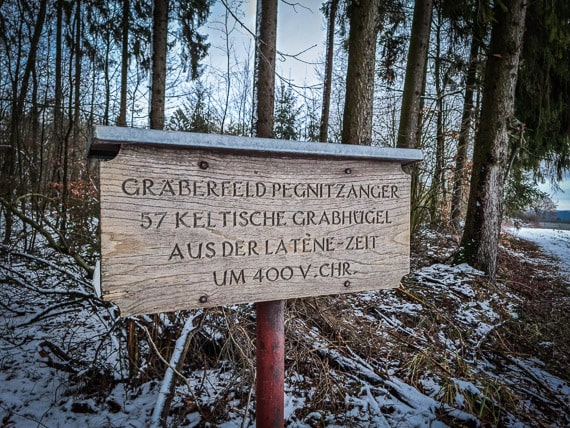 GRÄBERFELD PEGNITZANGER
57 KELTISCHE GRABHÜGEL
AUS DER LATÈNE-ZEIT
UM 400 V. CHR.